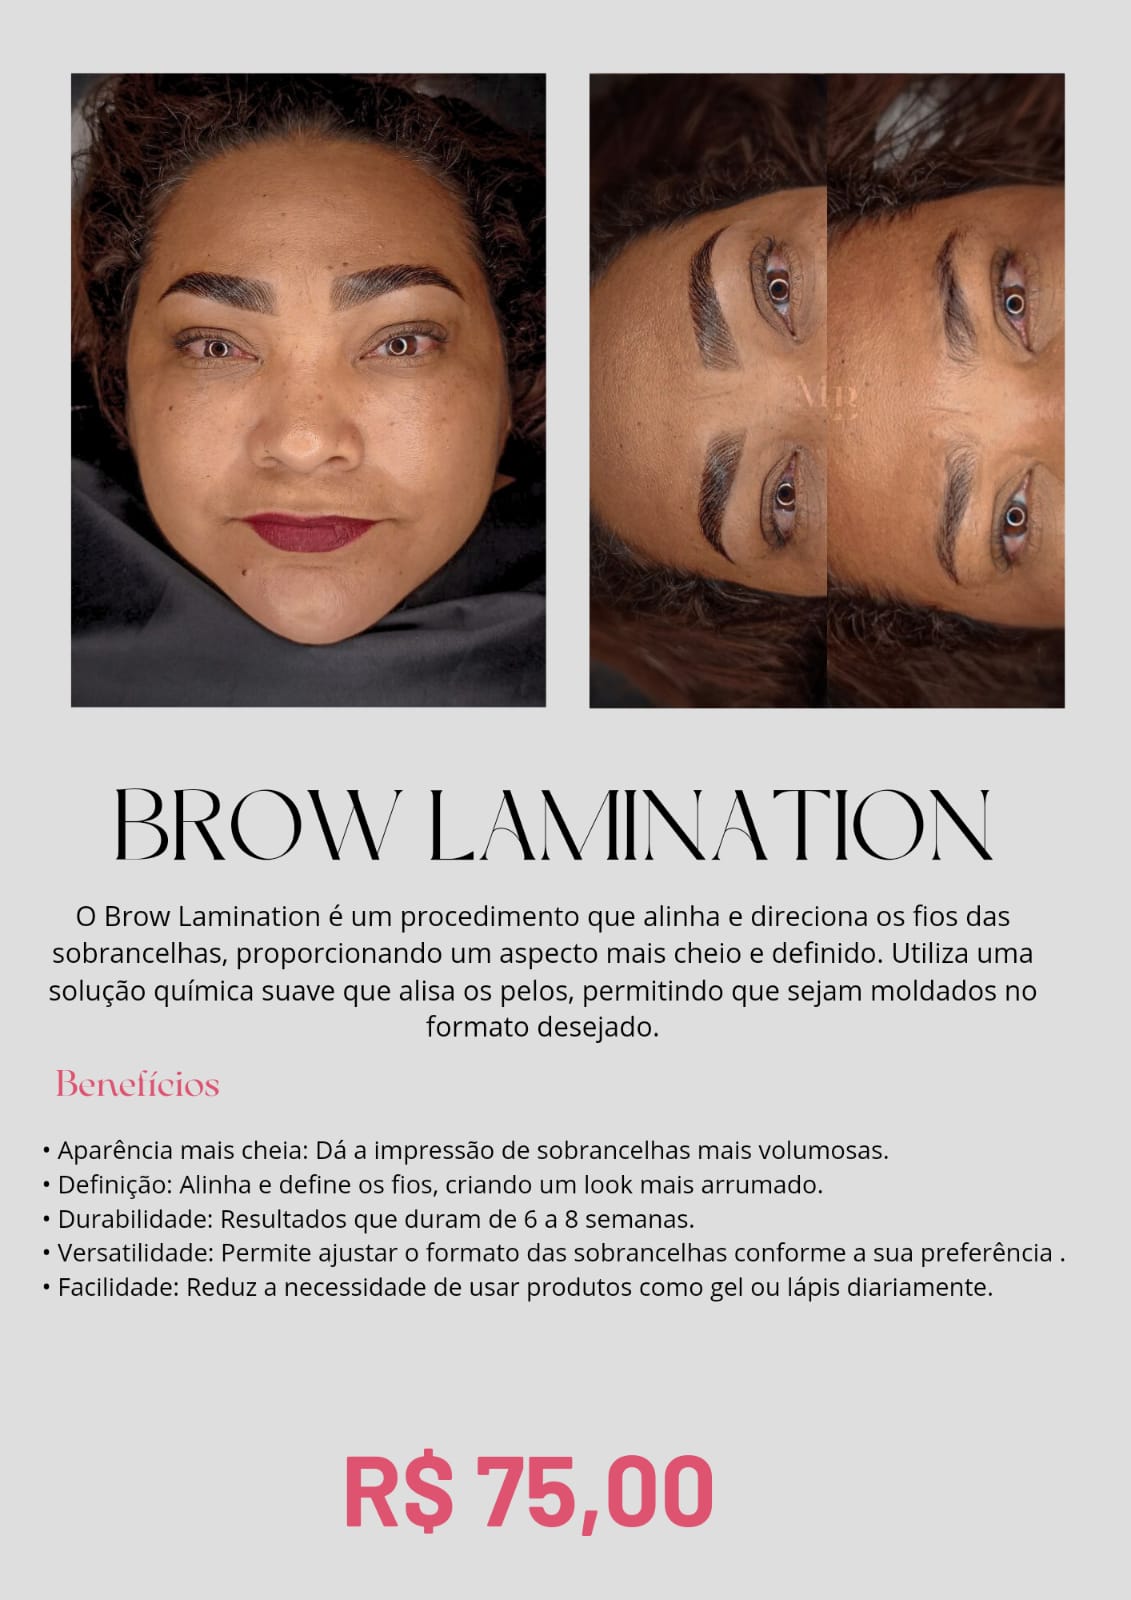 MB
BROW LAMINATION
O Brow Lamination é um procedimento que alinha e direciona os fios das
sobrancelhas, proporcionando um aspecto mais cheio e definido. Utiliza uma
solução química suave que alisa os pelos, permitindo que sejam moldados no
formato desejado.
Benefícios
• Aparência mais cheia: Dá a impressão de sobrancelhas mais volumosas.
• Definição: Alinha e define os fios, criando um look mais arrumado.
• Durabilidade: Resultados que duram de 6 a 8 semanas.
• Versatilidade: Permite ajustar o formato das sobrancelhas conforme a sua preferência .
• Facilidade: Reduz a necessidade de usar produtos como gel ou lápis diariamente.
R$ 75,00